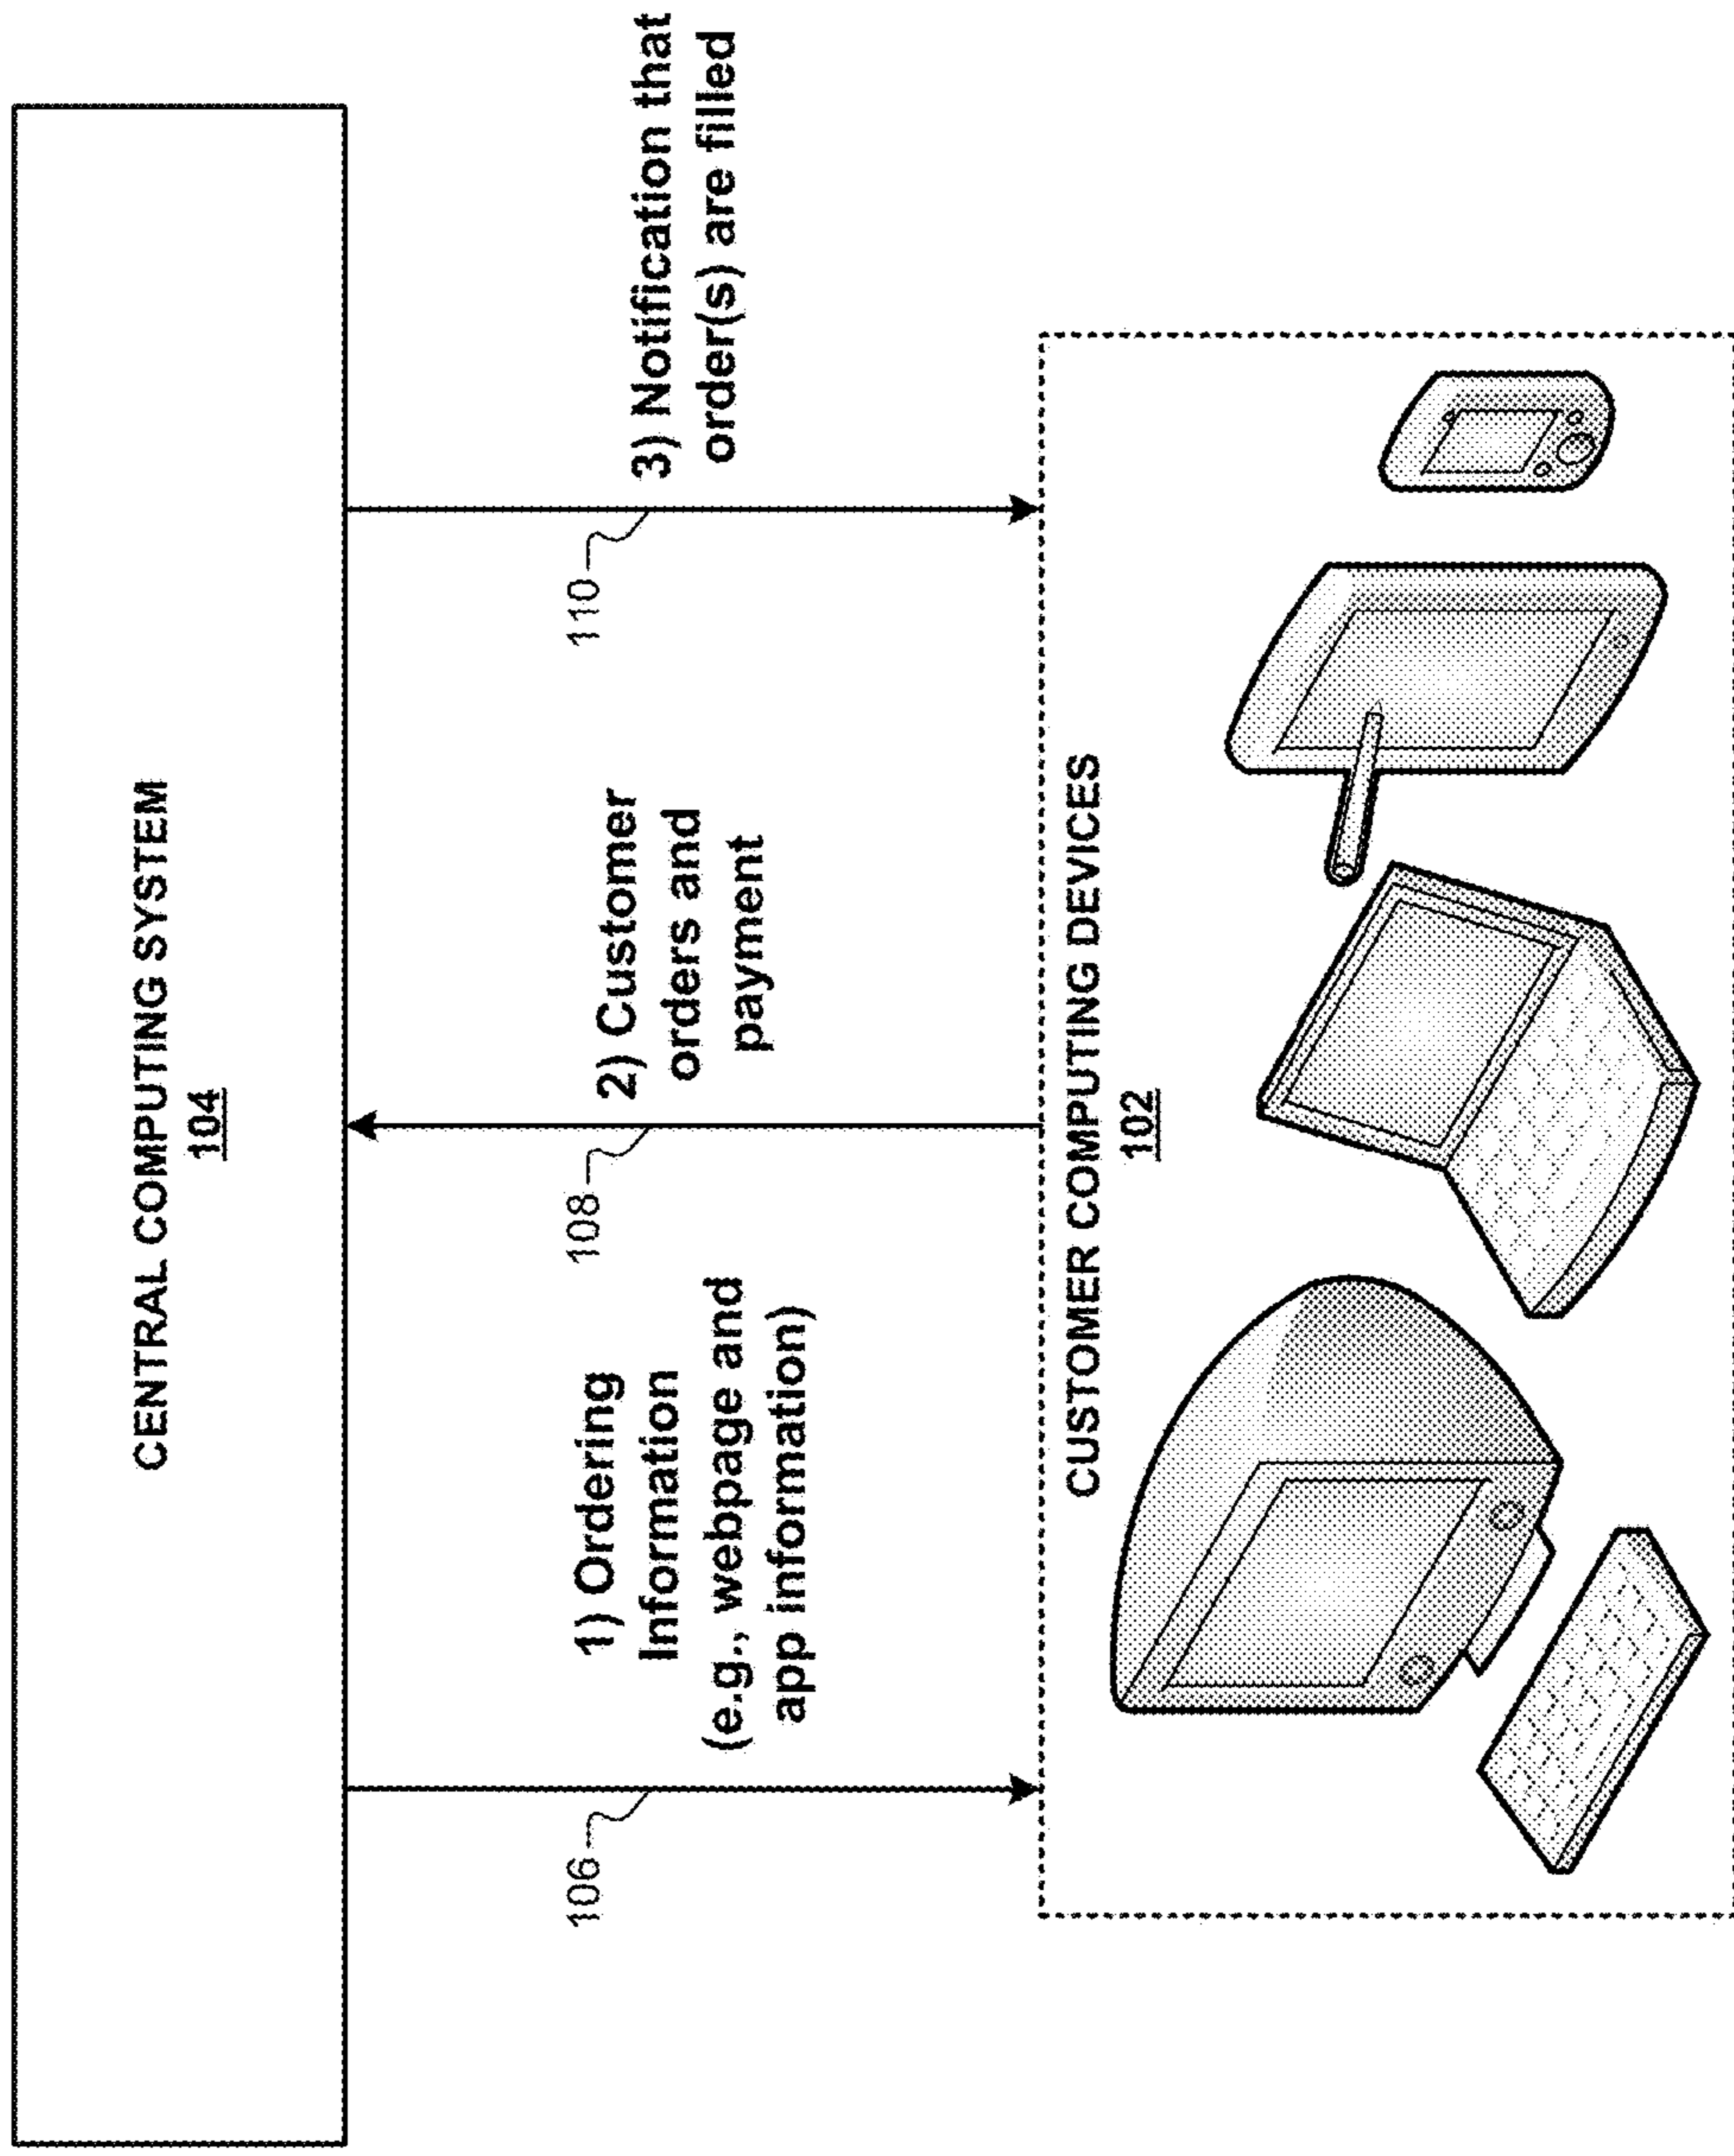 CENTRAL COMPUTING SYSTEM
104
106
1) Ordering
Information
(e.g., webpage and
app information)
108
2) Customer
orders and
payment
110
3) Notification that
order(s) are filled
CUSTOMER COMPUTING DEVICES
102